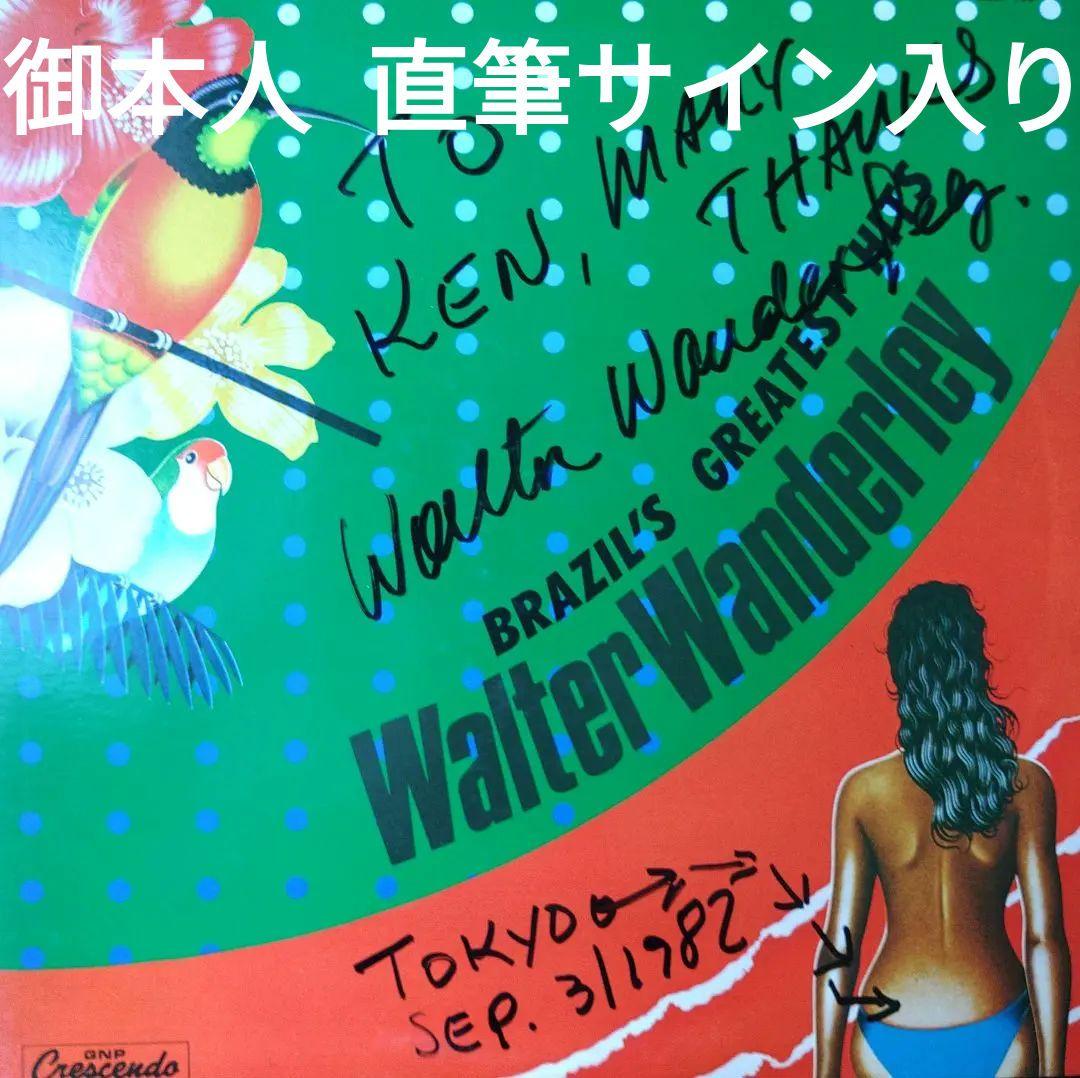 御本人 直筆サイン入り
TO
KEN, MANY
THANKS
Walter Wanderley.
BRAZIL'S GREATEST HITS
Walter Wanderley
TOKYO
SEP. 3/1982
GNP
Crescendo